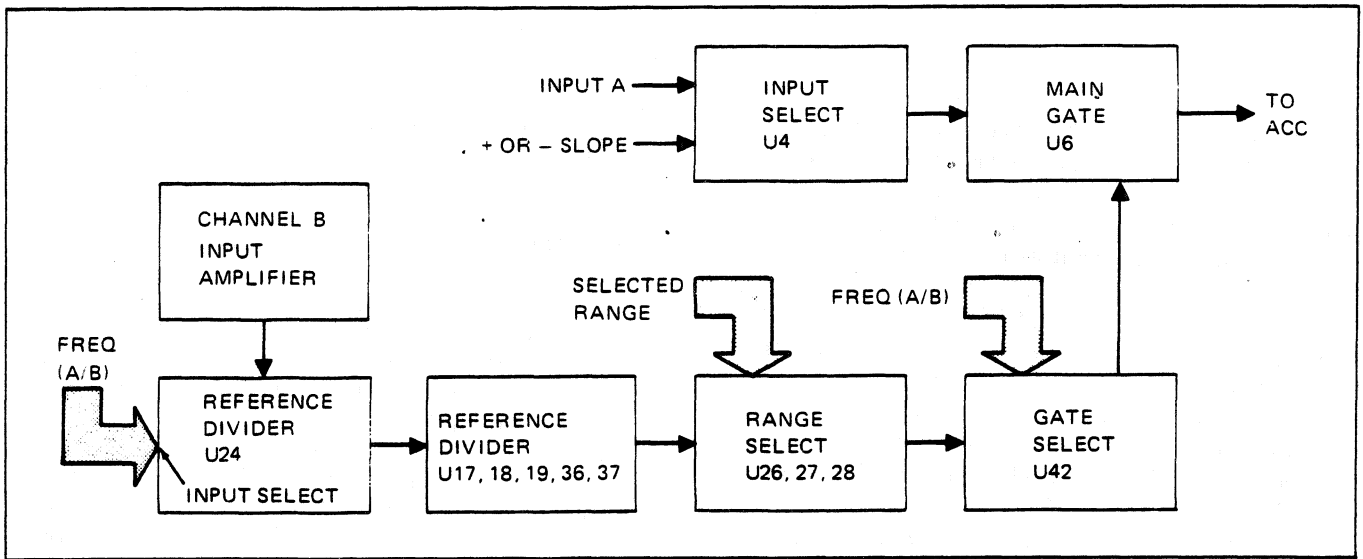 INPUT A
+ OR – SLOPE
INPUT
SELECT
U4
MAIN
GATE
U6
TO
ACC
CHANNEL B
INPUT
AMPLIFIER
SELECTED
RANGE
FREQ (A/B)
FREQ
(A/B)
REFERENCE
DIVIDER
U24
INPUT SELECT
REFERENCE
DIVIDER
U17, 18, 19, 36, 37
RANGE
SELECT
U26, 27, 28
GATE
SELECT
U42